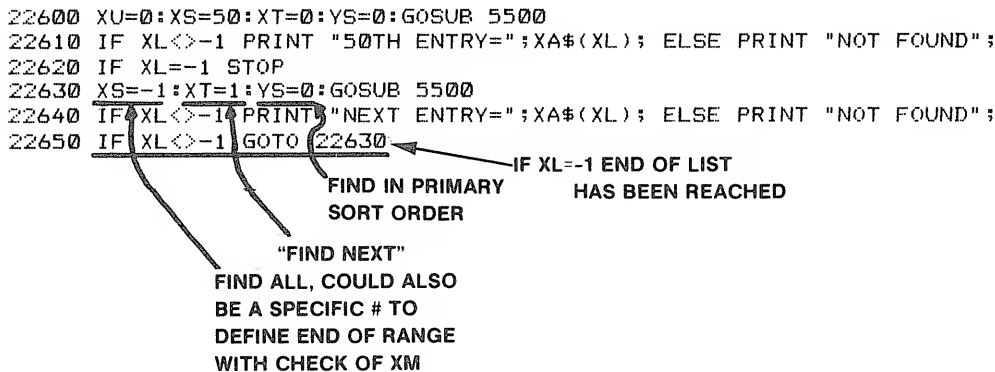 22600 XU=0:XS=50:XT=0:YS=0:GOSUB 5500
22610 IF XL<>-1 PRINT "50TH ENTRY=";XA$(XL); ELSE PRINT "NOT FOUND";
22620 IF XL=-1 STOP
22630 XS=-1:XT=1:YS=0:GOSUB 5500
22640 IF XL<>-1 PRINT "NEXT ENTRY=";XA$(XL); ELSE PRINT "NOT FOUND";
22650 IF XL<>-1 GOTO 22630
IF XL=-1 END OF LIST
HAS BEEN REACHED
FIND IN PRIMARY
SORT ORDER
“FIND NEXT”
FIND ALL, COULD ALSO
BE A SPECIFIC # TO
DEFINE END OF RANGE
WITH CHECK OF XM